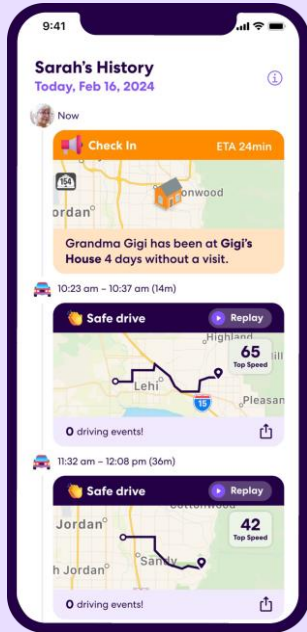 9:41
Sarah's History
Today, Feb 16, 2024
Now
Check In
ETA 24min
154
onwood
ordan
Grandma Gigi has been at Gigi's
House 4 days without a visit.
10:23 am – 10:37 am (14m)
Safe drive
Replay
Highland
65
Top Speed
ill
Lehi
15
Pleasan
0 driving events!
11:32 am – 12:08 pm (36m)
Safe drive
Replay
Cottonwood
Jordan
42
Top Speed
Sandy
h Jordan
0 driving events!